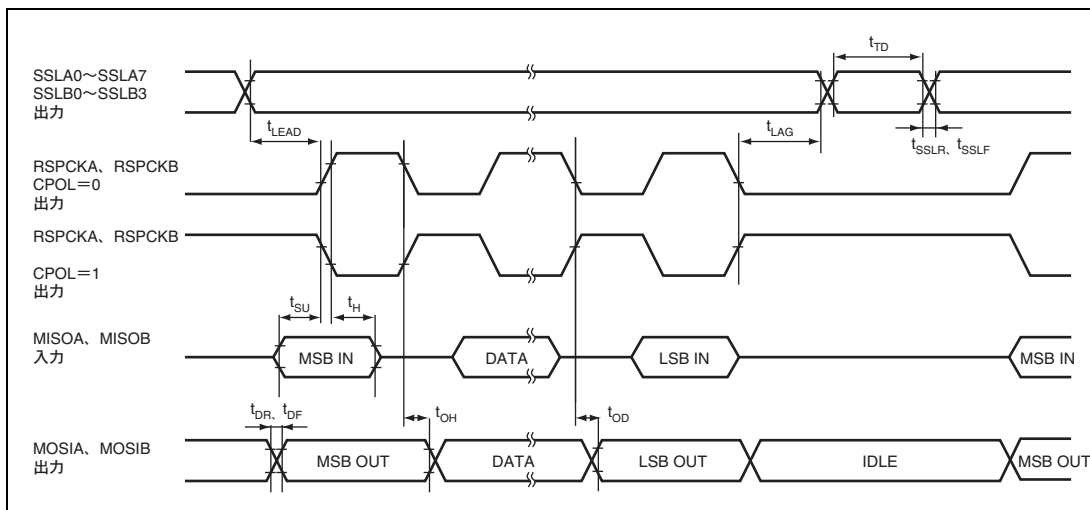 SSLA0～SSLA7
SSLB0～SSLB3
出力
tTD
tLEAD
tLAG
tSSLR、tSSLF
RSPCKA、RSPCKB
CPOL＝0
出力
RSPCKA、RSPCKB
CPOL＝1
出力
tSU
tH
MISOA、MISOB
入力
MSB IN
DATA
LSB IN
MSB IN
tDR、tDF
tOH
tOD
MOSIA、MOSIB
出力
MSB OUT
DATA
LSB OUT
IDLE
MSB OUT